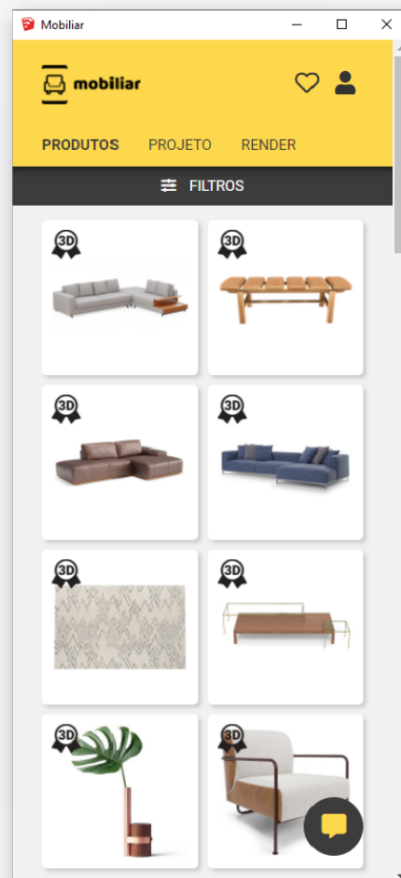 Mobiliar
mobiliar
PRODUTOS PROJETO RENDER
FILTROS
3D 3D
3D 3D
3D 3D
3D 3D